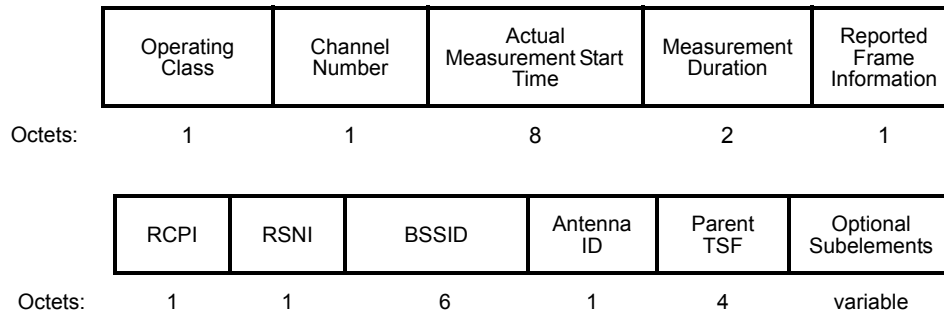 Operating Class
Channel Number
Actual Measurement Start Time
Measurement Duration
Reported Frame Information
Octets: 1 1 8 2 1
RCPI
RSNI
BSSID
Antenna ID
Parent TSF
Optional Subelements
Octets: 1 1 6 1 4 variable